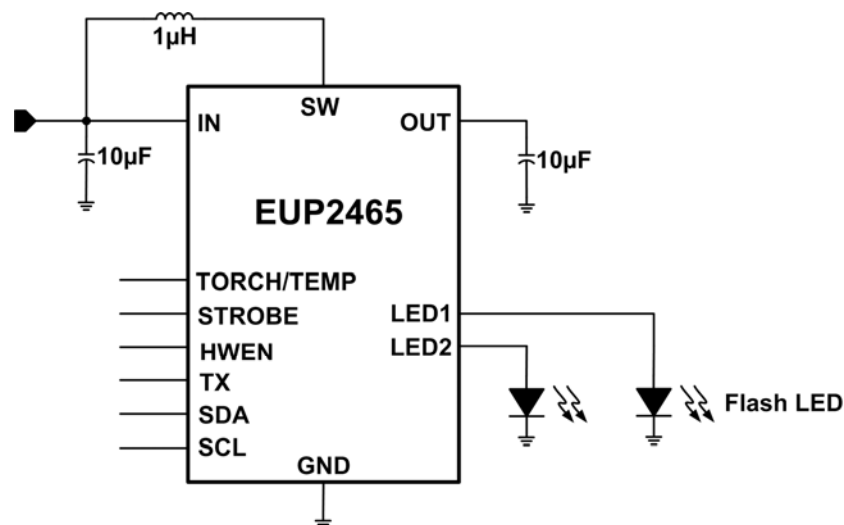 1µH
SW
IN
OUT
10µF
10µF
EUP2465
TORCH/TEMP
STROBE
LED1
HWEN
LED2
TX
SDA
Flash LED
SCL
GND